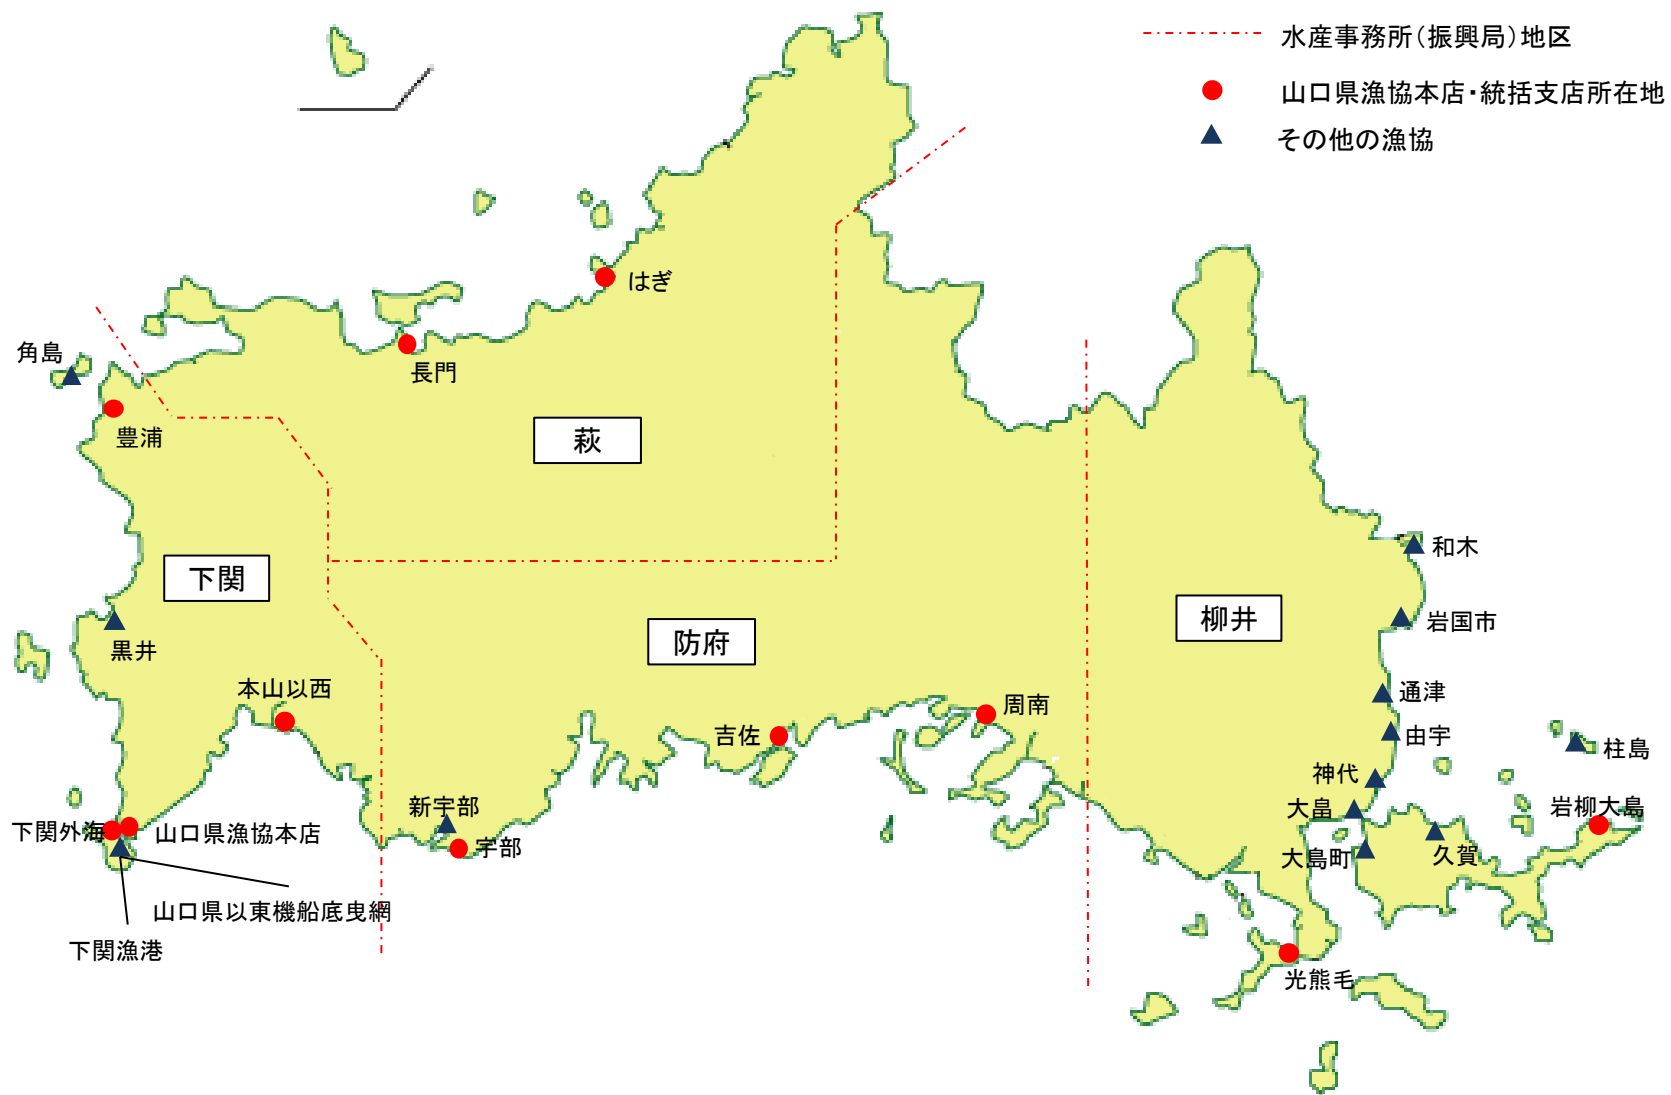 水産事務所(振興局)地区
山口県漁協本店・統括支店所在地
その他の漁協
はぎ
角島
長門
豊浦
萩
和木
下関
柳井
岩国市
防府
黒井
本山以西
通津
周南
吉佐
由宇
柱島
神代
新宇部
大畠
岩柳大島
下関外海
山口県漁協本店
宇部
大島町
久賀
山口県以東機船底曳網
下関漁港
光熊毛